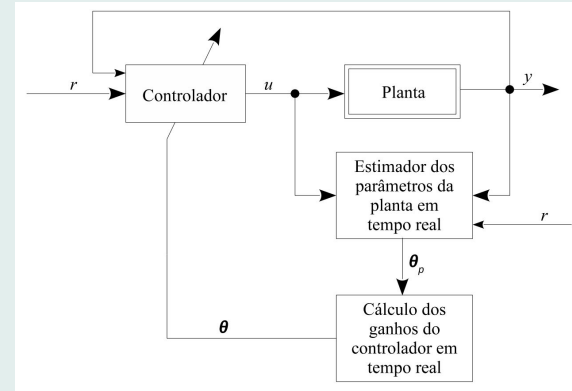 r
Controlador
u
Planta
y
Estimador dos
parâmetros da
planta em
tempo real
r
θp
Cálculo dos
ganhos do
controlador em
tempo real
θ